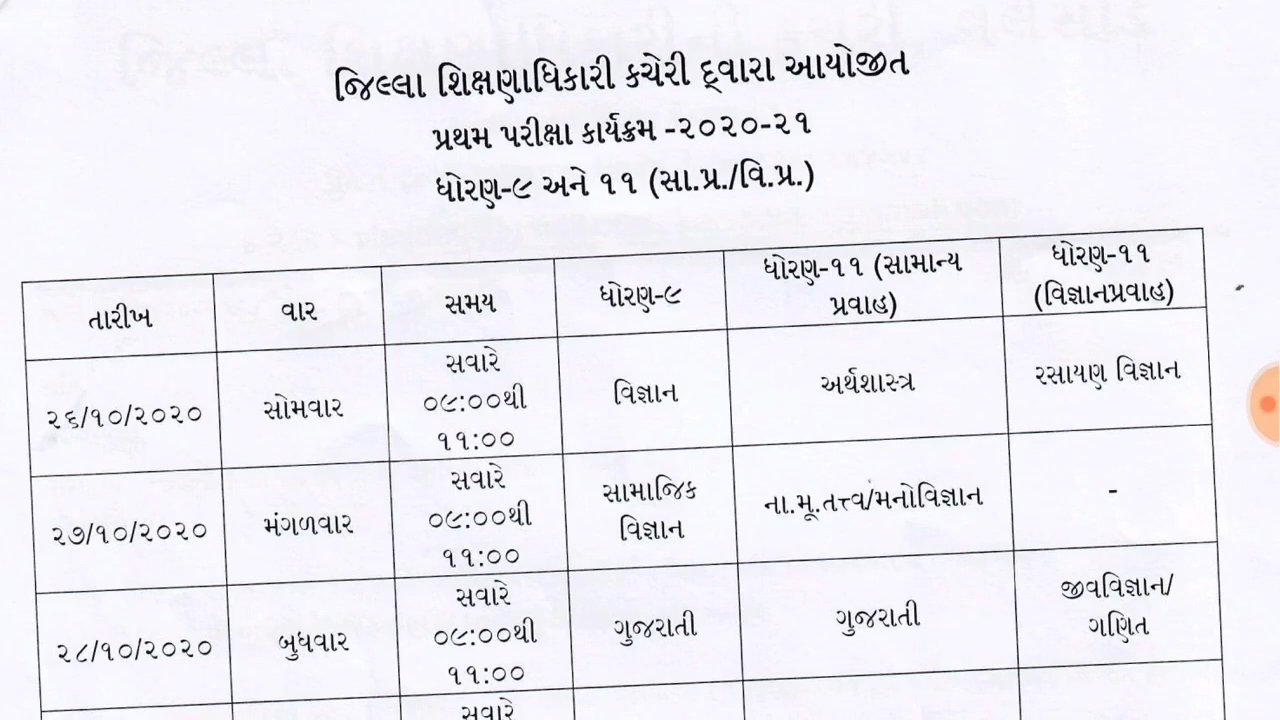 જિલ્લા શિક્ષણાધિકારી કચેરી દ્વારા આયોજીત
પ્રથમ પરીક્ષા કાર્યક્રમ -૨૦૨૦-૨૧
ધોરણ-૯ અને ૧૧ (સા.પ્ર./વિ.પ્ર.)
તારીખ વાર સમય ધોરણ-૯ ધોરણ-૧૧ (સામાન્ય
પ્રવાહ) ધોરણ-૧૧
(વિજ્ઞાનપ્રવાહ)
૨૬/૧૦/૨૦૨૦ સોમવાર સવારે
૦૯:૦૦થી
૧૧:૦૦ વિજ્ઞાન અર્થશાસ્ત્ર રસાયણ વિજ્ઞાન
૨૭/૧૦/૨૦૨૦ મંગળવાર સવારે
૦૯:૦૦થી
૧૧:૦૦ સામાજિક
વિજ્ઞાન ના.મૂ.તત્ત્વ/મનોવિજ્ઞાન -
૨૮/૧૦/૨૦૨૦ બુધવાર સવારે
૦૯:૦૦થી
૧૧:૦૦ ગુજરાતી ગુજરાતી જીવવિજ્ઞાન/
ગણિત
સવારે